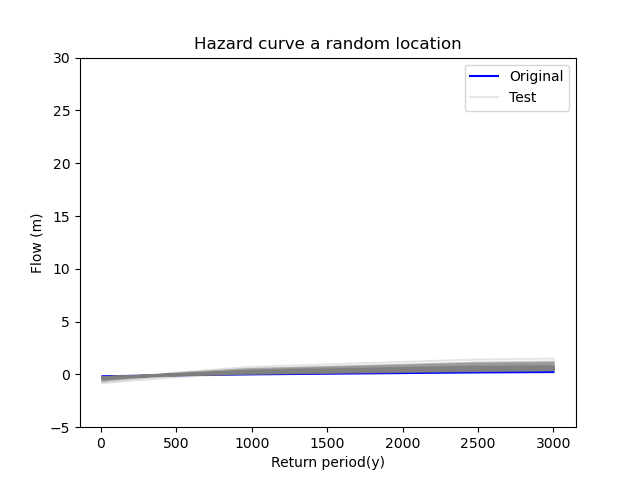 Hazard curve a random location
Original
Test
30
25
20
15
10
5
0
−5
Flow (m)
0 500 1000 1500 2000 2500 3000
Return period(y)